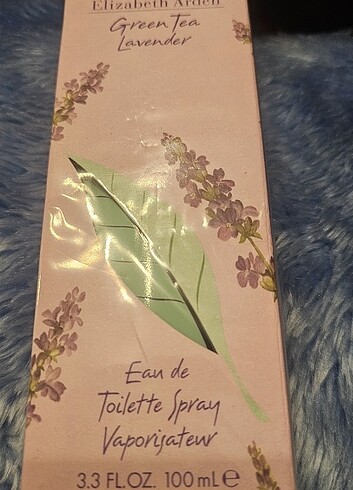 Elizabeth Arden
Green Tea
Lavender
Eau de
Toilette Spray
Vaporisateur
3.3 FL.OZ. 100 mL ℮